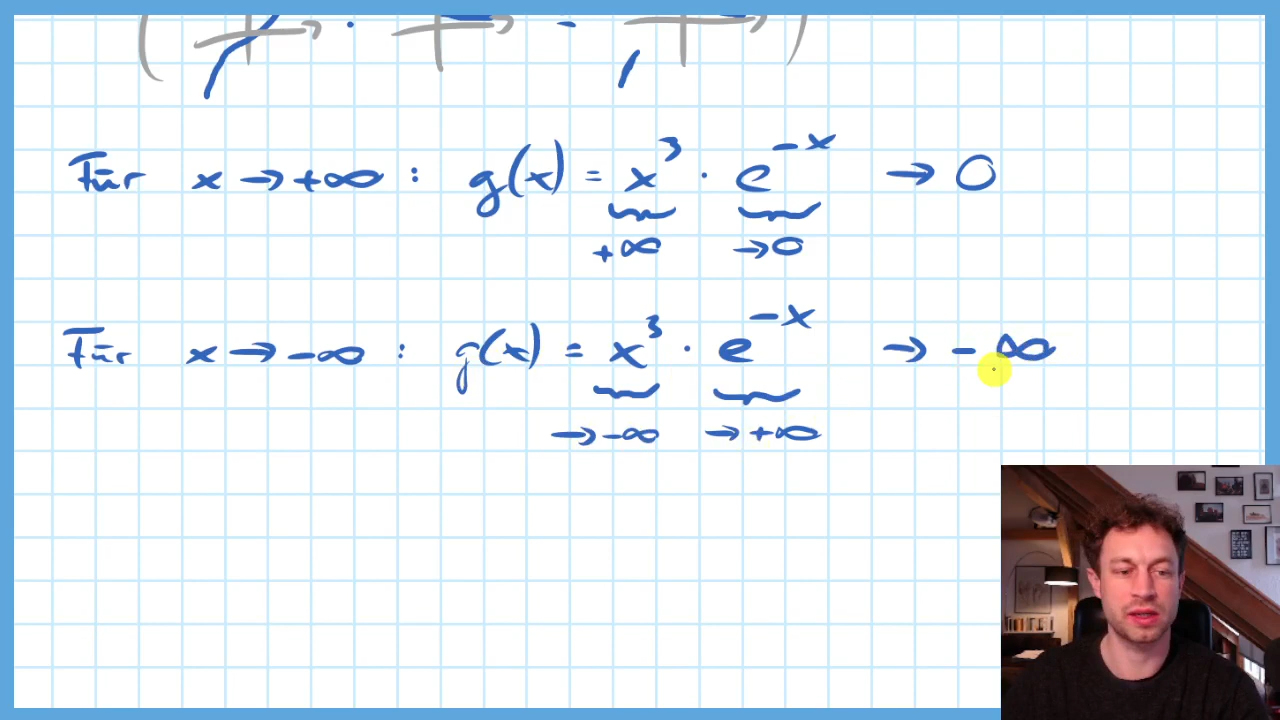 ( · = )
Für x → +∞ : g(x) = x³ · e⁻ˣ → 0
+∞ → 0
Für x → -∞ : g(x) = x³ · e⁻ˣ → -∞
→ -∞ → +∞